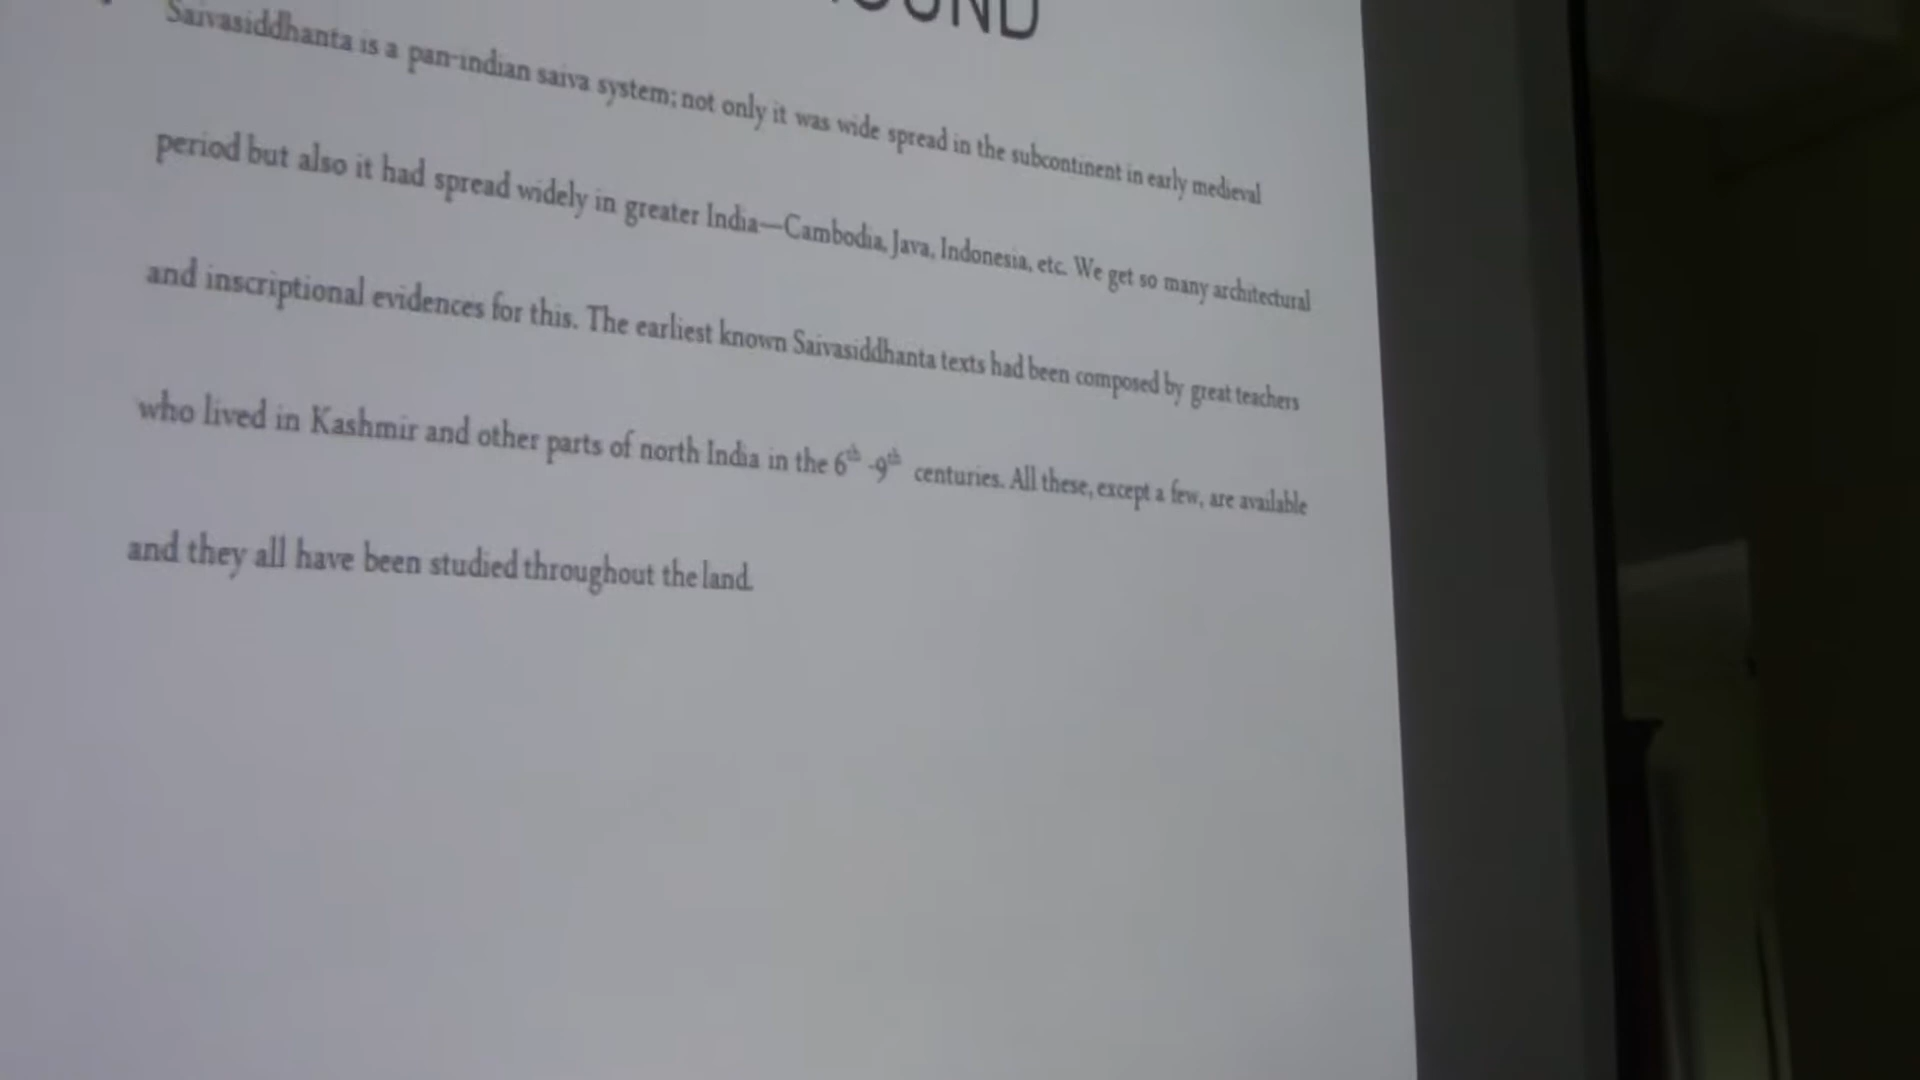 OUND
Saivasiddhanta is a pan-indian saiva system; not only it was wide spread in the subcontinent in early medieval
period but also it had spread widely in greater India—Cambodia, Java, Indonesia, etc. We get so many architectural
and inscriptional evidences for this. The earliest known Saivasiddhanta texts had been composed by great teachers
who lived in Kashmir and other parts of north India in the 6th -9th centuries. All these, except a few, are available
and they all have been studied throughout the land.